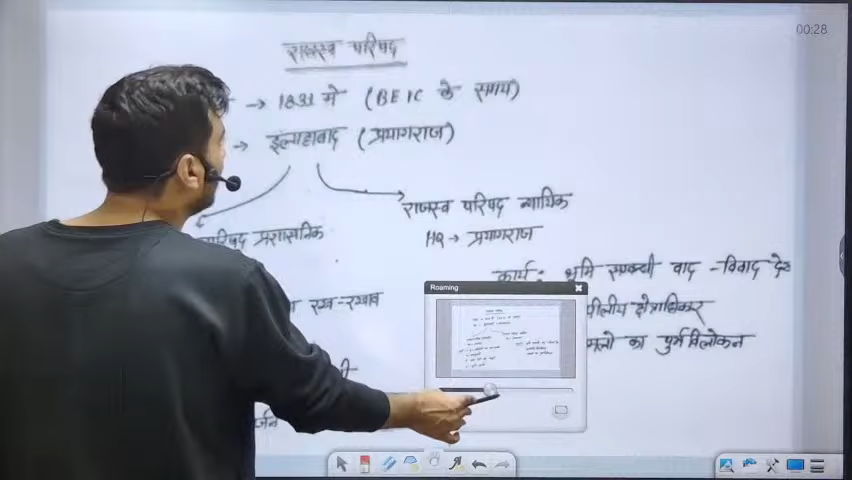 00:28
राजस्व परिषद
→ 1831 में (BEIC के समय)
→ इलाहाबाद (प्रयागराज)
राजस्व परिषद न्यायिक
परिषद प्रशासनिक
HQ → प्रयागराज
कार्य: भूमि सम्बन्धी वाद-विवाद देख
रख-रखाव
पीलीय क्षेत्राधिकार
मलो का पुर्नविलोकन
Roaming